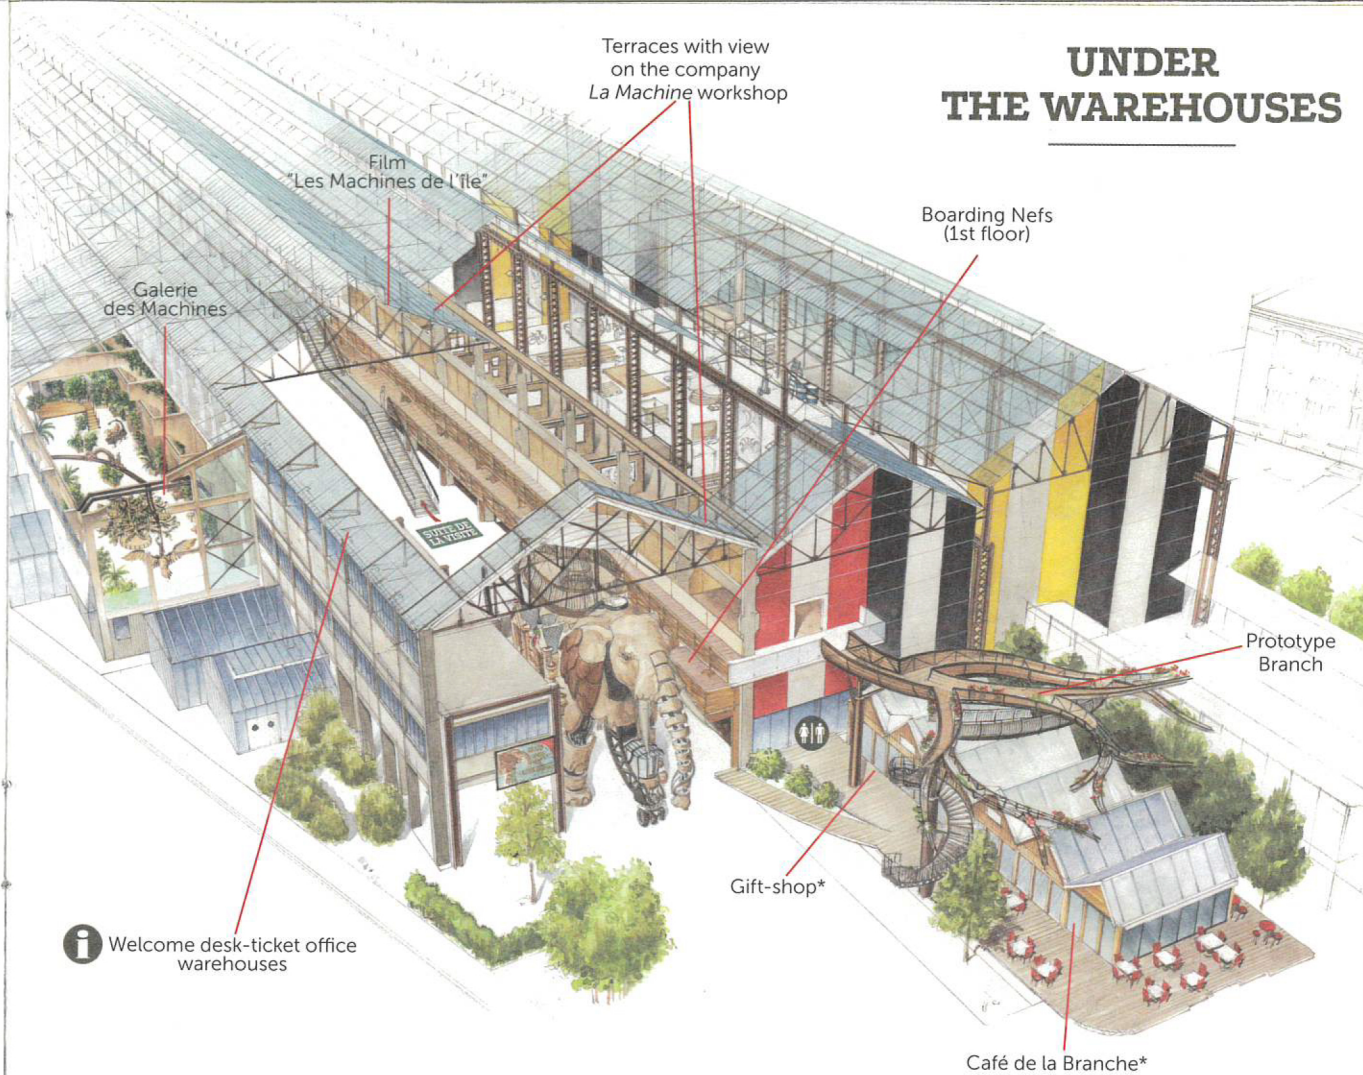 UNDER
THE WAREHOUSES
Terraces with view
on the company
La Machine workshop
Film
"Les Machines de l'île"
Boarding Nefs
(1st floor)
Galerie
des Machines
SUITE DE
LA VISITE
Prototype
Branch
Gift-shop*
i Welcome desk-ticket office
warehouses
Café de la Branche*